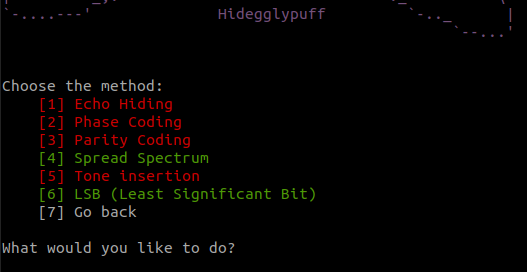 Hidegglypuff
Choose the method:
[1] Echo Hiding
[2] Phase Coding
[3] Parity Coding
[4] Spread Spectrum
[5] Tone insertion
[6] LSB (Least Significant Bit)
[7] Go back
What would you like to do?